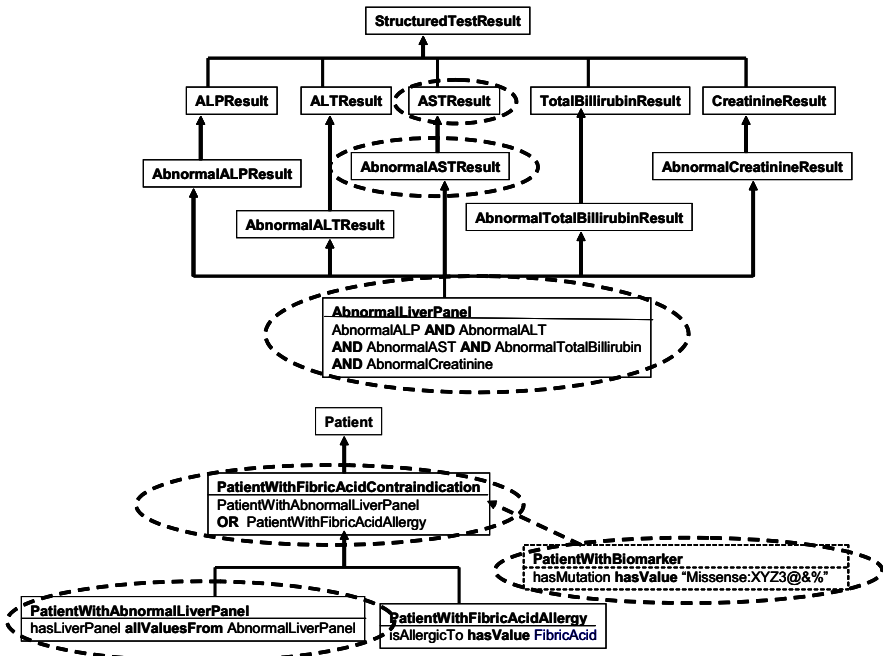 StructuredTestResult
ALPResult
ALTResult
ASTResult
TotalBillirubinResult
CreatinineResult
AbnormalALPResult
AbnormalASTResult
AbnormalCreatinineResult
AbnormalALTResult
AbnormalTotalBillirubinResult
AbnormalLiverPanel
AbnormalALP AND AbnormalALT
AND AbnormalAST AND AbnormalTotalBillirubin
AND AbnormalCreatinine
Patient
PatientWithFibricAcidContraindication
PatientWithAbnormalLiverPanel
OR PatientWithFibricAcidAllergy
PatientWithBiomarker
hasMutation hasValue “Missense:XYZ3@&%”
PatientWithAbnormalLiverPanel
hasLiverPanel allValuesFrom AbnormalLiverPanel
PatientWithFibricAcidAllergy
isAllergicTo hasValue FibricAcid